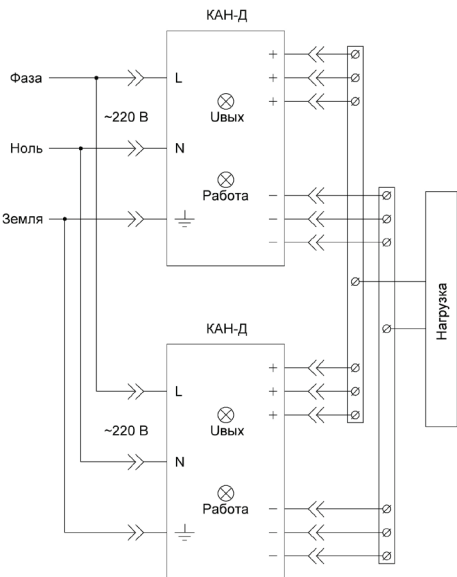 КАН-Д
Фаза
L
+
+
+
~220 В
Uвых
Ноль
N
Работа
−
−
−
Земля
Нагрузка
КАН-Д
L
+
+
+
~220 В
Uвых
N
Работа
−
−
−